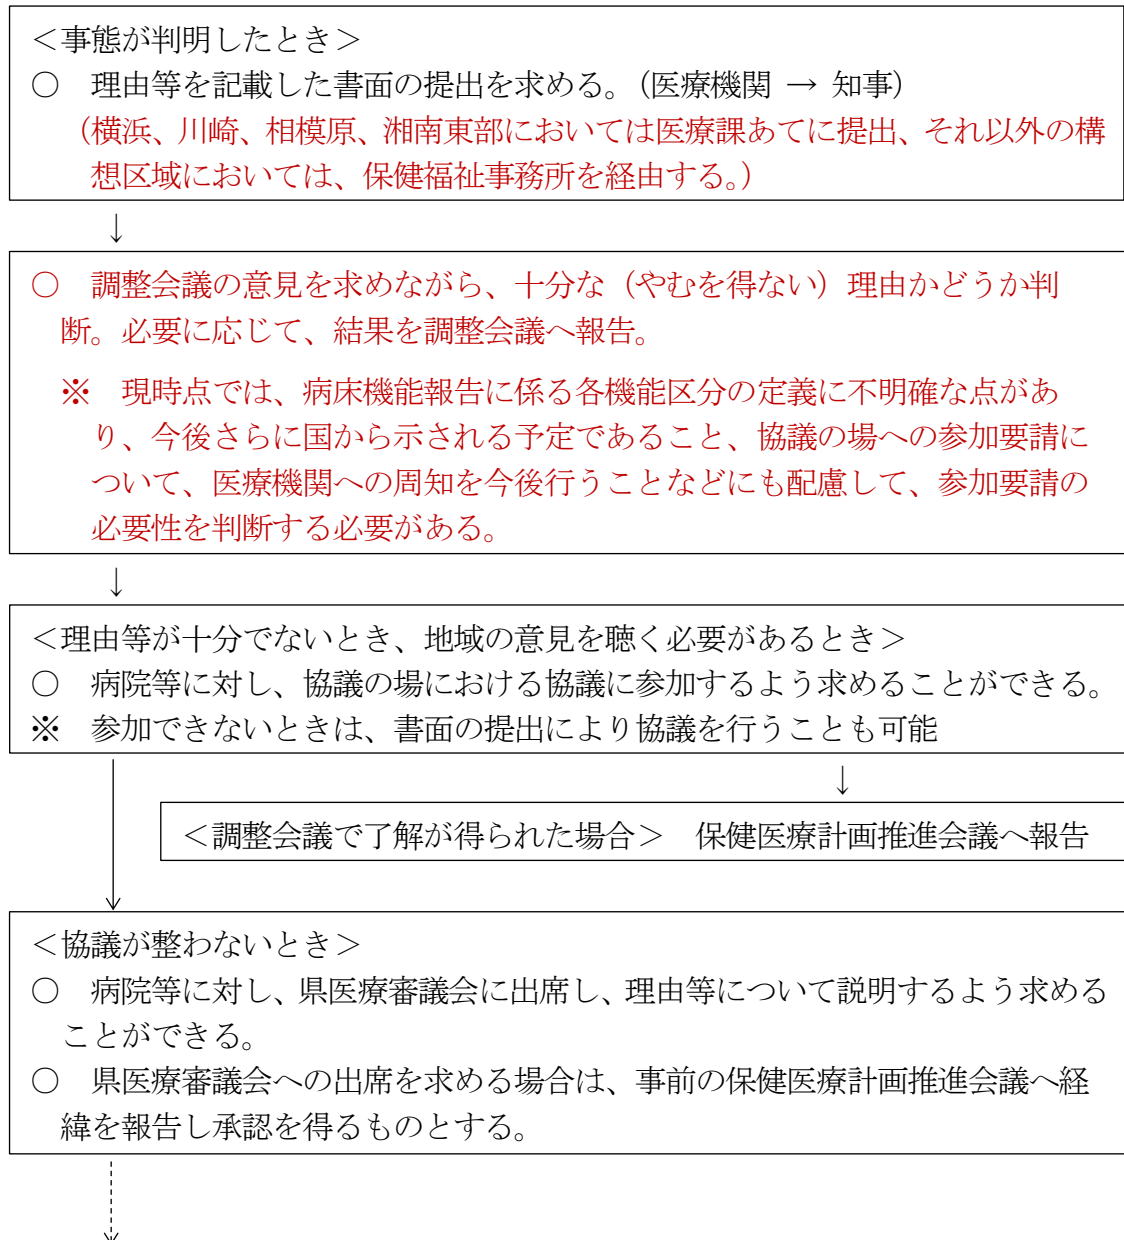 ＜事態が判明したとき＞
○　理由等を記載した書面の提出を求める。（医療機関 → 知事）
（横浜、川崎、相模原、湘南東部においては医療課あてに提出、それ以外の構
想区域においては、保健福祉事務所を経由する。）
↓
○　調整会議の意見を求めながら、十分な（やむを得ない）理由かどうか判
断。必要に応じて、結果を調整会議へ報告。
※　現時点では、病床機能報告に係る各機能区分の定義に不明確な点があ
り、今後さらに国から示される予定であること、協議の場への参加要請に
ついて、医療機関への周知を今後行うことなどにも配慮して、参加要請の
必要性を判断する必要がある。
↓
＜理由等が十分でないとき、地域の意見を聴く必要があるとき＞
○　病院等に対し、協議の場における協議に参加するよう求めることができる。
※　参加できないときは、書面の提出により協議を行うことも可能
↓
＜調整会議で了解が得られた場合＞　保健医療計画推進会議へ報告
＜協議が整わないとき＞
○　病院等に対し、県医療審議会に出席し、理由等について説明するよう求める
ことができる。
○　県医療審議会への出席を求める場合は、事前の保健医療計画推進会議へ経
緯を報告し承認を得るものとする。